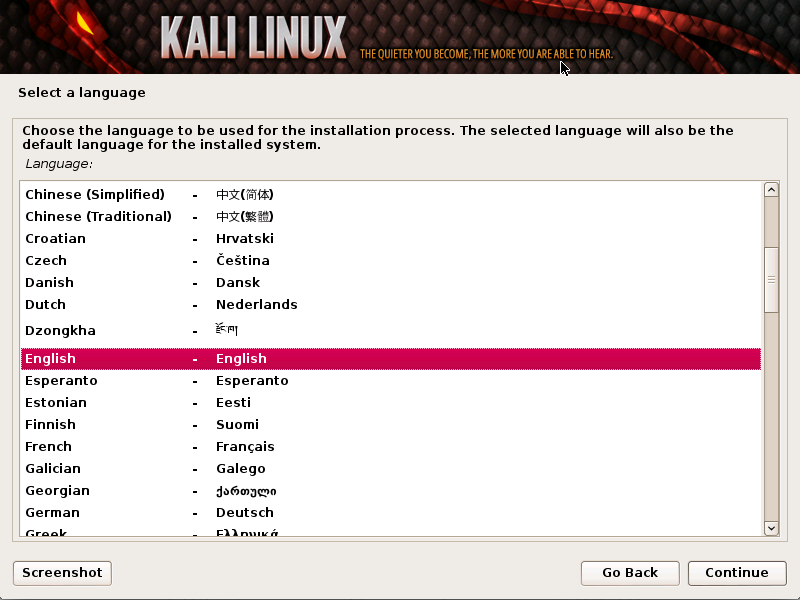 KALI LINUX THE QUIETER YOU BECOME, THE MORE YOU ARE ABLE TO HEAR.
Select a language
Choose the language to be used for the installation process. The selected language will also be the
default language for the installed system.
Language:
Chinese (Simplified) - 中文(简体)
Chinese (Traditional) - 中文(繁體)
Croatian - Hrvatski
Czech - Čeština
Danish - Dansk
Dutch - Nederlands
Dzongkha - རྫོང་ཁ།
English - English
Esperanto - Esperanto
Estonian - Eesti
Finnish - Suomi
French - Français
Galician - Galego
Georgian - ქართული
German - Deutsch
Greek - Ελληνικά
Screenshot Go Back Continue